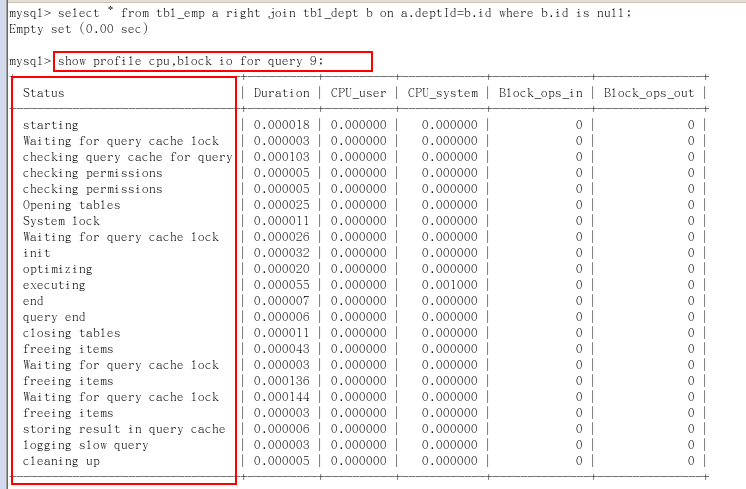 mysql> select * from tbl_emp a right join tbl_dept b on a.deptId=b.id where b.id is null;
Empty set (0.00 sec)
mysql> show profile cpu,block io for query 9;
+--------------------------------+----------+----------+------------+--------------+---------------+
| Status | Duration | CPU_user | CPU_system | Block_ops_in | Block_ops_out |
+--------------------------------+----------+----------+------------+--------------+---------------+
| starting | 0.000018 | 0.000000 | 0.000000 | 0 | 0 |
| Waiting for query cache lock | 0.000003 | 0.000000 | 0.000000 | 0 | 0 |
| checking query cache for query | 0.000103 | 0.000000 | 0.000000 | 0 | 0 |
| checking permissions | 0.000005 | 0.000000 | 0.000000 | 0 | 0 |
| checking permissions | 0.000005 | 0.000000 | 0.000000 | 0 | 0 |
| Opening tables | 0.000025 | 0.000000 | 0.000000 | 0 | 0 |
| System lock | 0.000011 | 0.000000 | 0.000000 | 0 | 0 |
| Waiting for query cache lock | 0.000026 | 0.000000 | 0.000000 | 0 | 0 |
| init | 0.000032 | 0.000000 | 0.000000 | 0 | 0 |
| optimizing | 0.000020 | 0.000000 | 0.000000 | 0 | 0 |
| executing | 0.000055 | 0.000000 | 0.001000 | 0 | 0 |
| end | 0.000007 | 0.000000 | 0.000000 | 0 | 0 |
| query end | 0.000006 | 0.000000 | 0.000000 | 0 | 0 |
| closing tables | 0.000011 | 0.000000 | 0.000000 | 0 | 0 |
| freeing items | 0.000043 | 0.000000 | 0.000000 | 0 | 0 |
| Waiting for query cache lock | 0.000003 | 0.000000 | 0.000000 | 0 | 0 |
| freeing items | 0.000136 | 0.000000 | 0.000000 | 0 | 0 |
| Waiting for query cache lock | 0.000144 | 0.000000 | 0.000000 | 0 | 0 |
| freeing items | 0.000003 | 0.000000 | 0.000000 | 0 | 0 |
| storing result in query cache | 0.000006 | 0.000000 | 0.000000 | 0 | 0 |
| logging slow query | 0.000003 | 0.000000 | 0.000000 | 0 | 0 |
| cleaning up | 0.000005 | 0.000000 | 0.000000 | 0 | 0 |
+--------------------------------+----------+----------+------------+--------------+---------------+